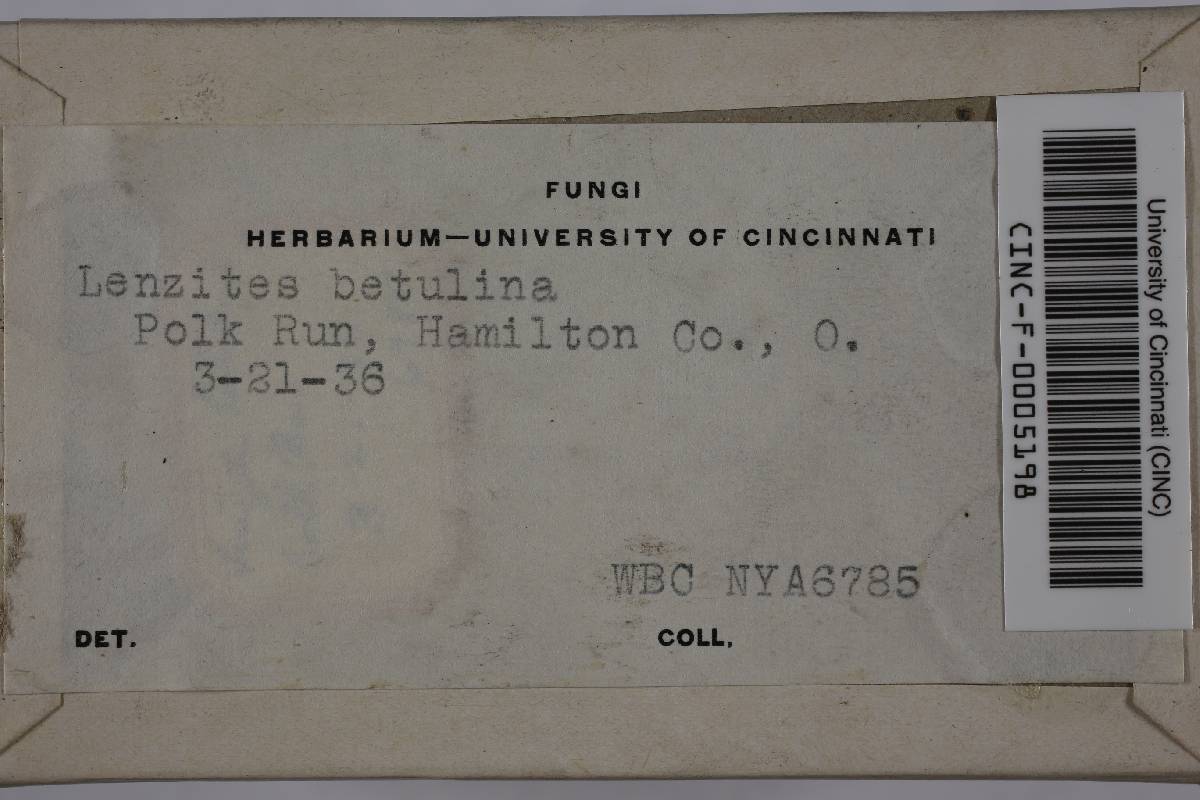 FUNGI
HERBARIUM—UNIVERSITY OF CINCINNATI
Lenzites betulina
Polk Run, Hamilton Co., O.
3-21-36
WBC NYA6785
DET.
COLL.
University of Cincinnati (CINC)
CINC-F-0005198